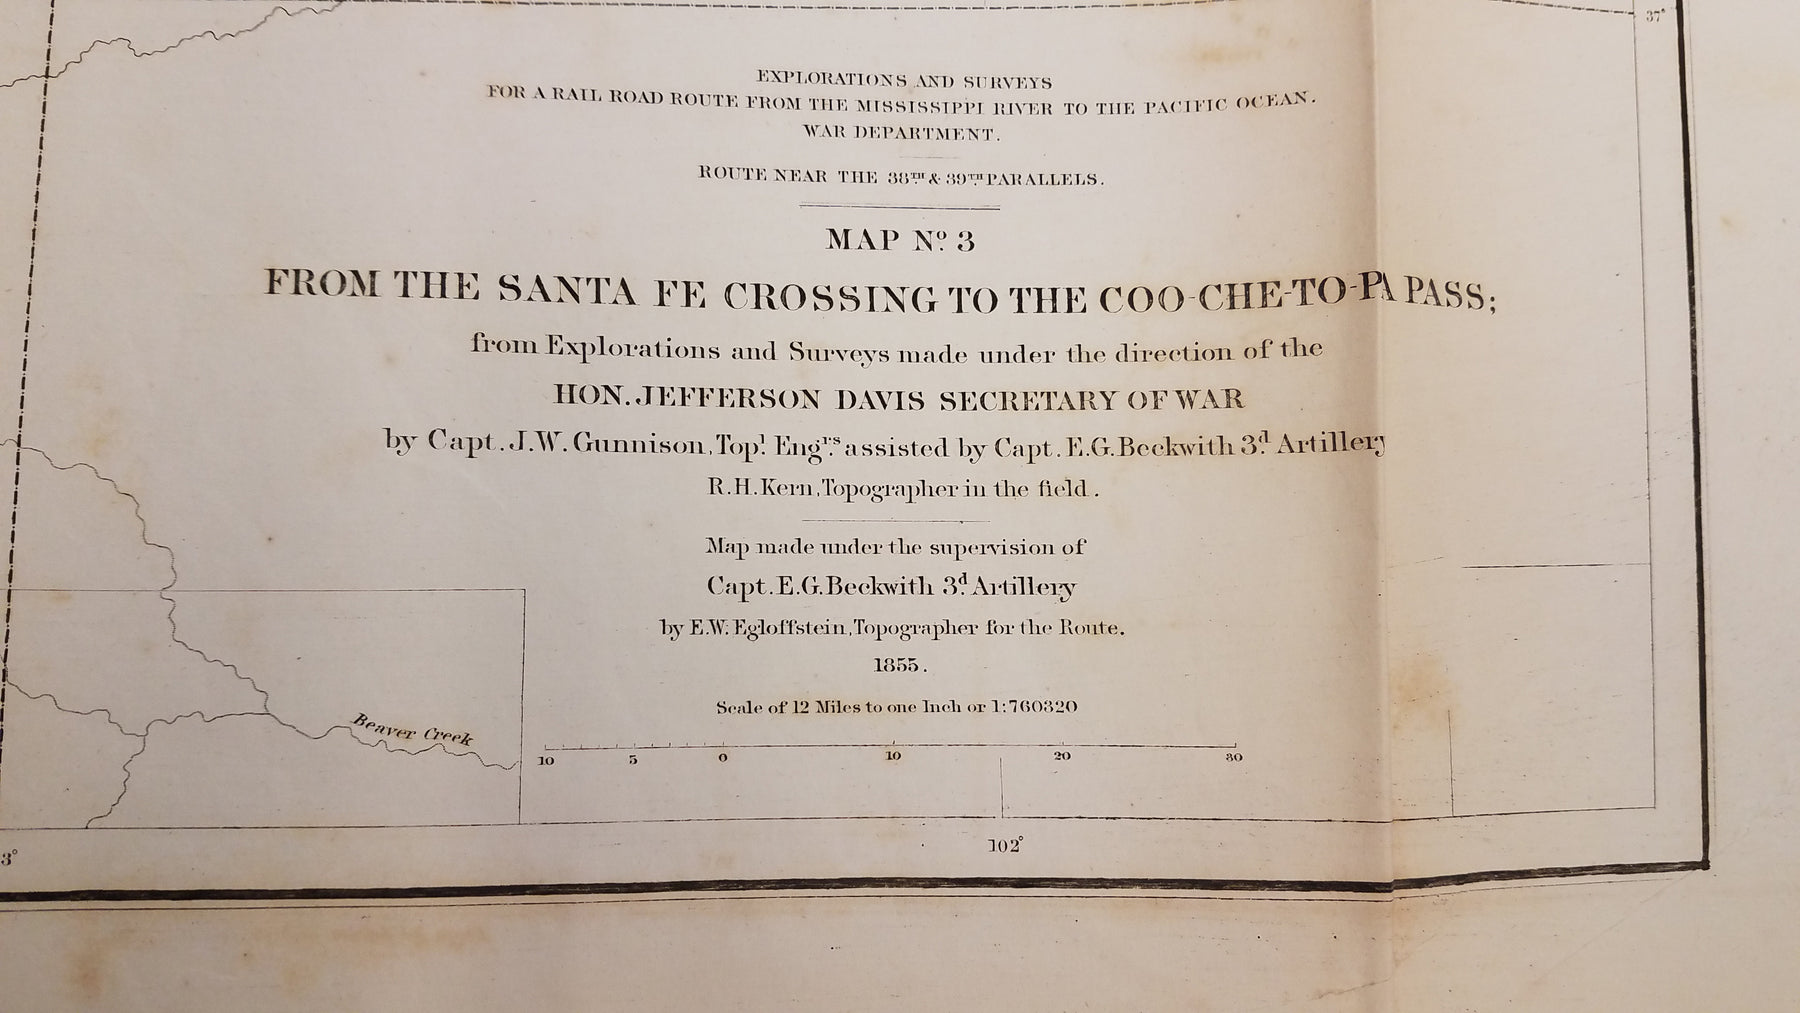 37°
EXPLORATIONS AND SURVEYS
FOR A RAIL ROAD ROUTE FROM THE MISSISSIPPI RIVER TO THE PACIFIC OCEAN.
WAR DEPARTMENT.
ROUTE NEAR THE 38TH & 39TH PARALLELS.
MAP No. 3
FROM THE SANTA FE CROSSING TO THE COO-CHE-TO-PA PASS;
from Explorations and Surveys made under the direction of the
HON. JEFFERSON DAVIS SECRETARY OF WAR
by Capt. J.W. Gunnison, Topl. Engrs. assisted by Capt. E.G. Beckwith 3d. Artillery
R.H. Kern, Topographer in the field.
Map made under the supervision of
Capt. E.G. Beckwith 3d. Artillery
by E.W. Egloffstein, Topographer for the Route.
1855.
Scale of 12 Miles to one Inch or 1:760320
Beaver Creek
10 5 0 10 20 30
3° 102°